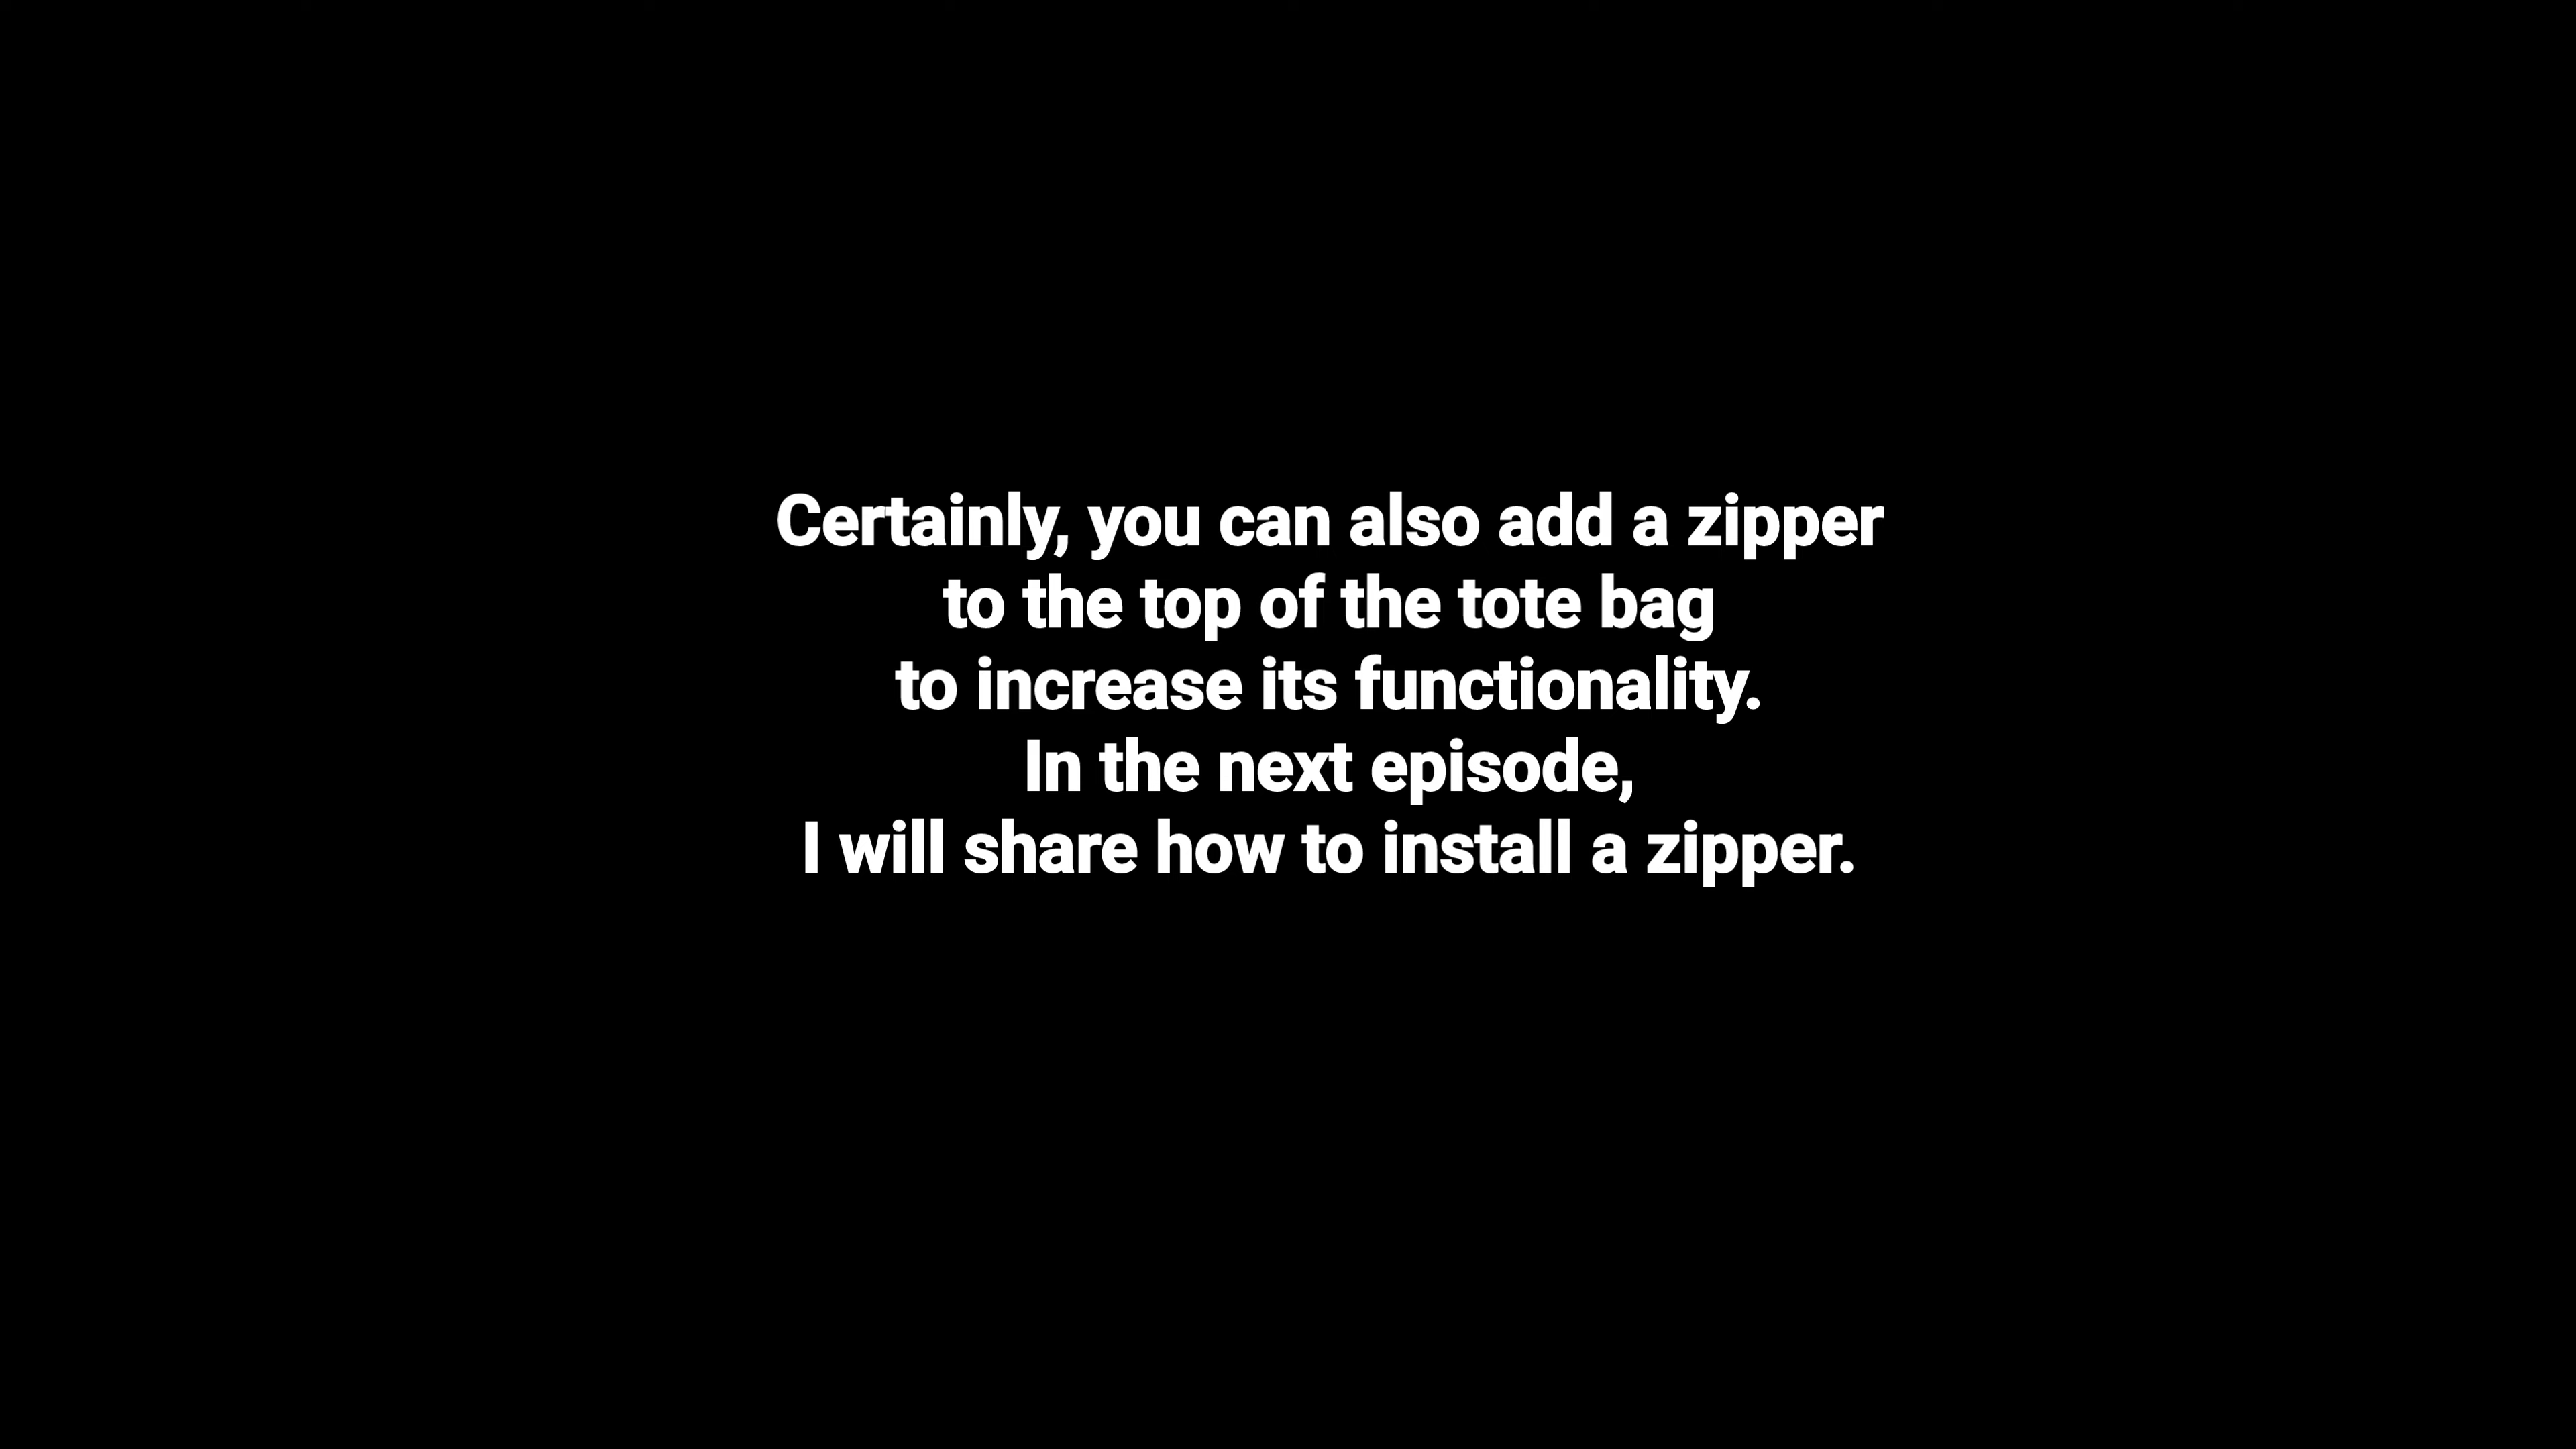 Certainly, you can also add a zipper
to the top of the tote bag
to increase its functionality.
In the next episode,
I will share how to install a zipper.